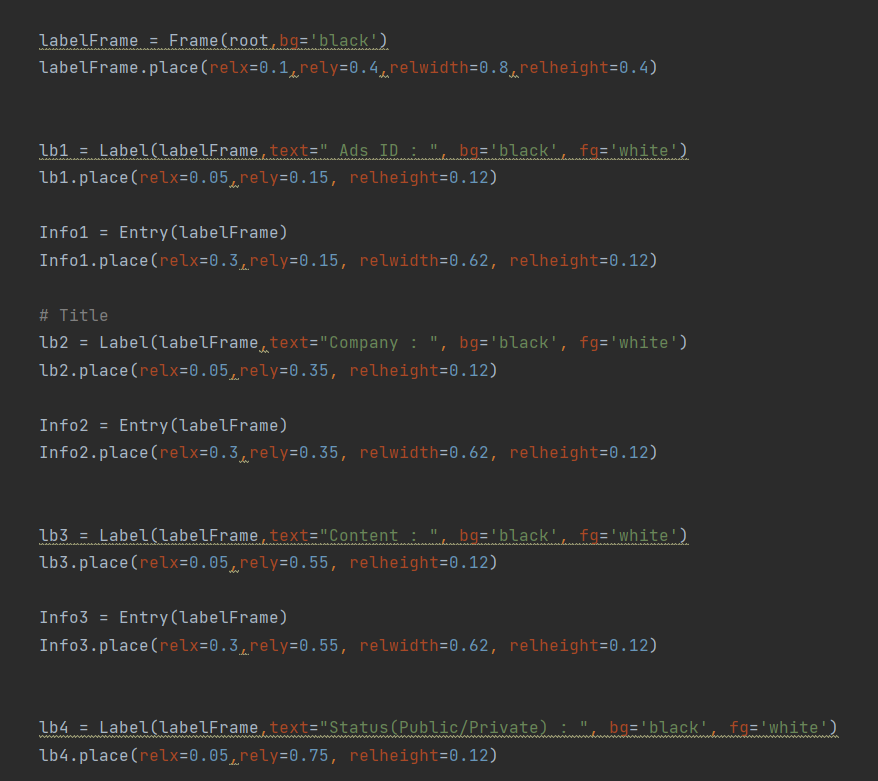 labelFrame = Frame(root,bg='black')
labelFrame.place(relx=0.1,rely=0.4,relwidth=0.8,relheight=0.4)
lb1 = Label(labelFrame,text=" Ads ID : ", bg='black', fg='white')
lb1.place(relx=0.05,rely=0.15, relheight=0.12)
Info1 = Entry(labelFrame)
Info1.place(relx=0.3,rely=0.15, relwidth=0.62, relheight=0.12)
# Title
lb2 = Label(labelFrame,text="Company : ", bg='black', fg='white')
lb2.place(relx=0.05,rely=0.35, relheight=0.12)
Info2 = Entry(labelFrame)
Info2.place(relx=0.3,rely=0.35, relwidth=0.62, relheight=0.12)
lb3 = Label(labelFrame,text="Content : ", bg='black', fg='white')
lb3.place(relx=0.05,rely=0.55, relheight=0.12)
Info3 = Entry(labelFrame)
Info3.place(relx=0.3,rely=0.55, relwidth=0.62, relheight=0.12)
lb4 = Label(labelFrame,text="Status(Public/Private) : ", bg='black', fg='white')
lb4.place(relx=0.05,rely=0.75, relheight=0.12)